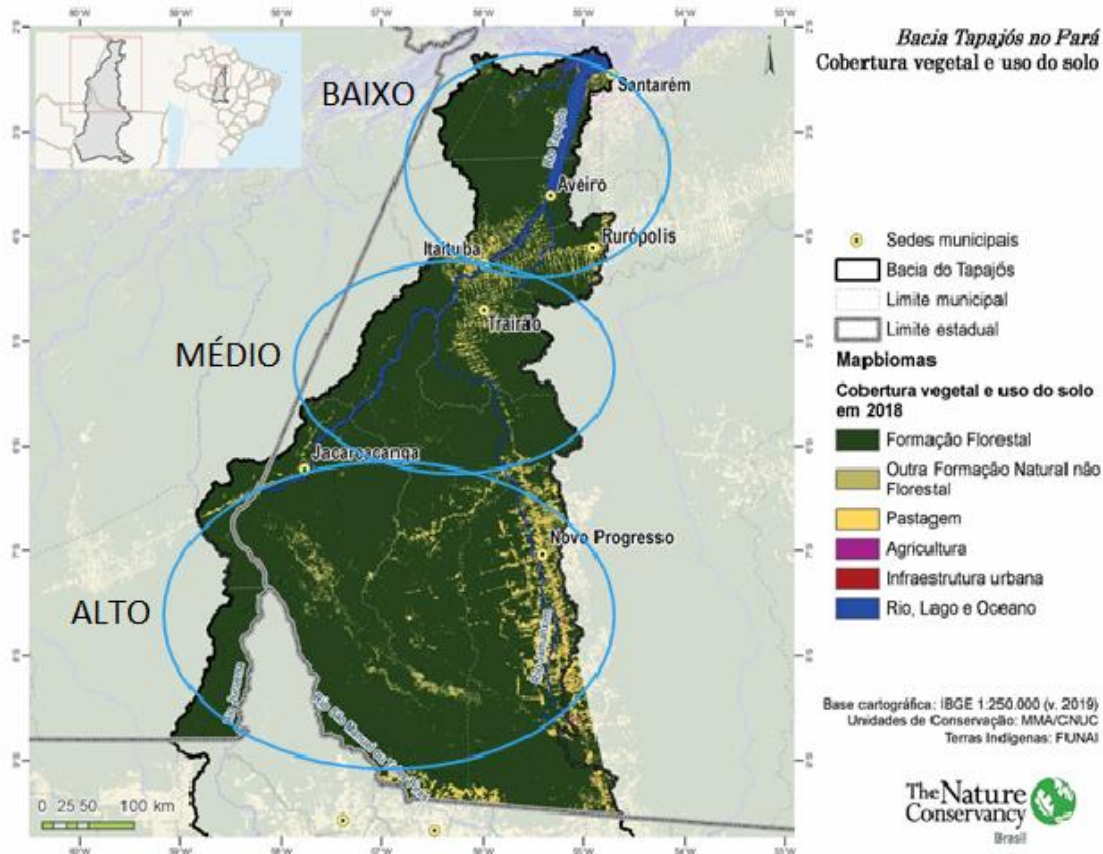 Bacia Tapajós no Pará
Cobertura vegetal e uso do solo
BAIXO
MÉDIO
ALTO
Santarém
Rio Tapajós
Aveiro
Rurópolis
Itaituba
Trairão
Jacareacanga
Novo Progresso
Sedes municipais
Bacia do Tapajós
Limite municipal
Limite estadual
Mapbiomas
Cobertura vegetal e uso do solo
em 2018
Formação Florestal
Outra Formação Natural não
Florestal
Pastagem
Agricultura
Infraestrutura urbana
Rio, Lago e Oceano
Base cartográfica: IBGE 1:250.000 (v. 2019)
Unidades de Conservação: MMA/CNUC
Terras Indígenas: FUNAI
0 25 50 100 km
The Nature
Conservancy
Brasil